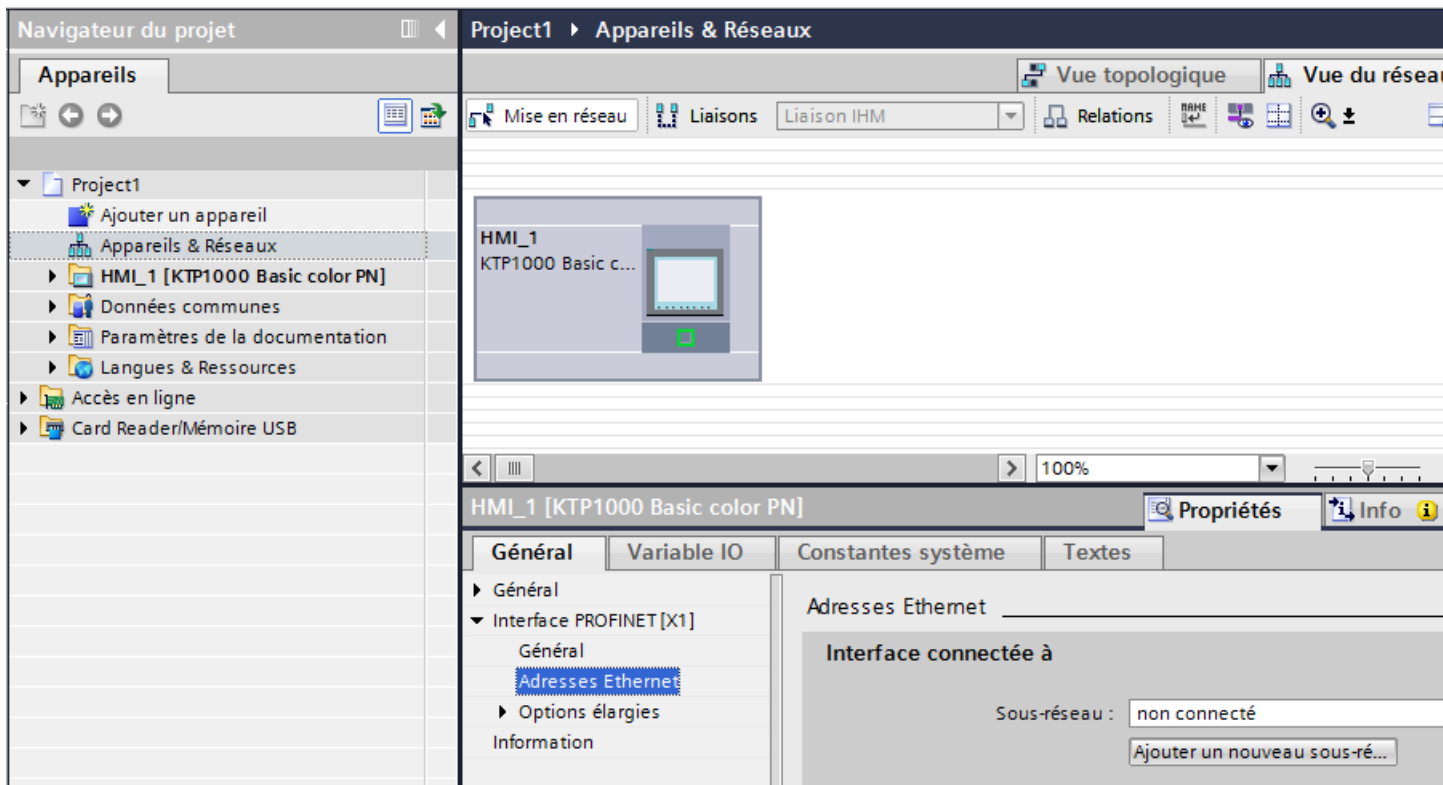 Navigateur du projet
Appareils
Project1
Ajouter un appareil
Appareils & Réseaux
HMI_1 [KTP1000 Basic color PN]
Données communes
Paramètres de la documentation
Langues & Ressources
Accès en ligne
Card Reader/Mémoire USB
Project1 Appareils & Réseaux
Vue topologique Vue du réseau
Mise en réseau Liaisons Liaison IHM Relations NAME
HMI_1
KTP1000 Basic c...
100%
HMI_1 [KTP1000 Basic color PN] Propriétés Info
Général Variable IO Constantes système Textes
Général
Interface PROFINET [X1]
Général
Adresses Ethernet
Options élargies
Information
Adresses Ethernet
Interface connectée à
Sous-réseau : non connecté
Ajouter un nouveau sous-ré...